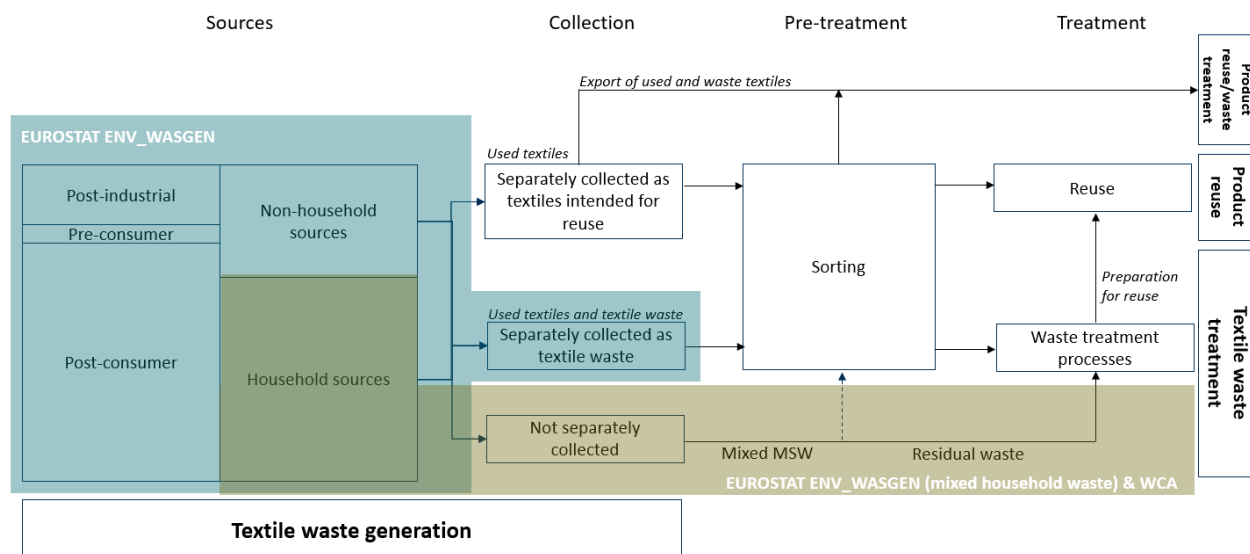 Sources
Collection
Pre-treatment
Treatment
Product
reuse/waste
treatment
Export of used and waste textiles
EUROSTAT ENV_WASGEN
Used textiles
Post-industrial
Non-household
sources
Pre-consumer
Separately collected as
textiles intended for
reuse
Sorting
Reuse
Product
reuse
Preparation
for reuse
Used textiles and textile waste
Separately collected as
textile waste
Waste treatment
processes
Textile waste
treatment
Post-consumer
Household sources
Not separately
collected
Mixed MSW
Residual waste
EUROSTAT ENV_WASGEN (mixed household waste) & WCA
Textile waste generation